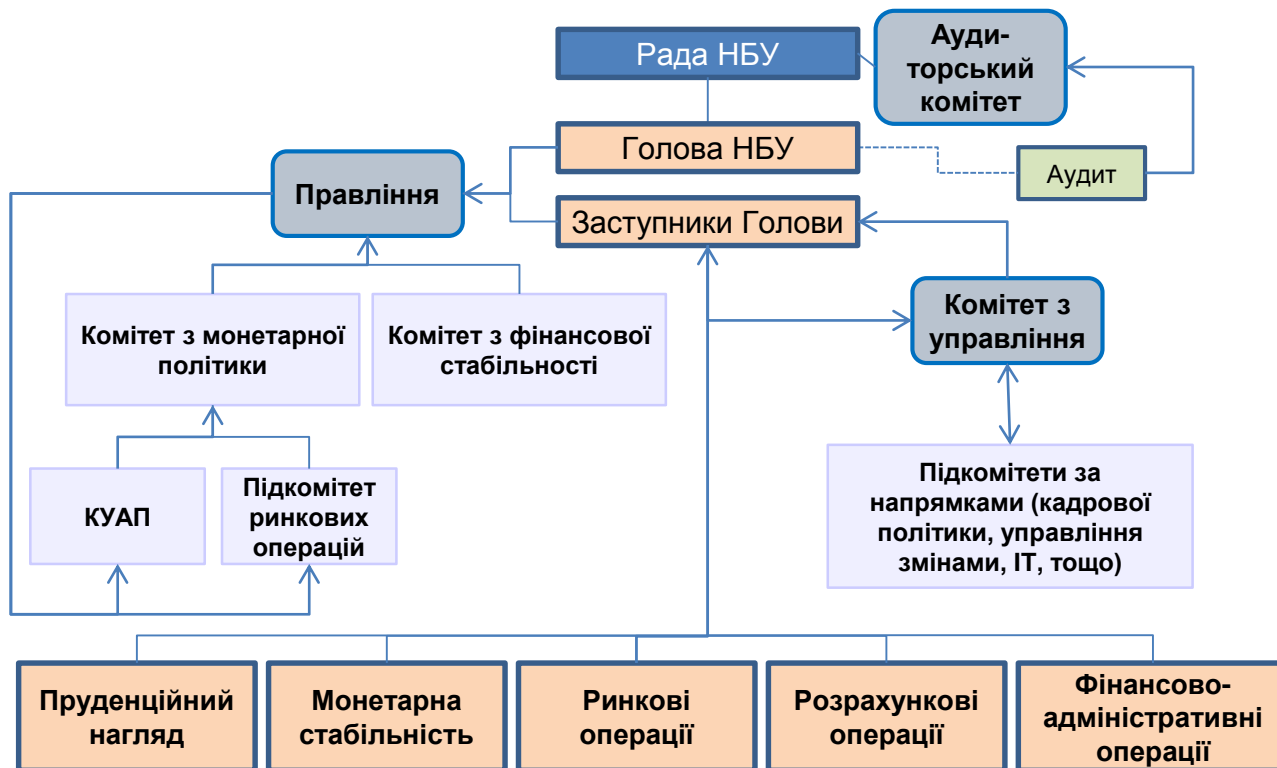 Рада НБУ
Ауди-
торський
комітет
Голова НБУ
Аудит
Правління
Заступники Голови
Комітет з
управління
Комітет з монетарної
політики
Комітет з фінансової
стабільності
КУАП
Підкомітет
ринкових
операцій
Підкомітети за
напрямками (кадрової
політики, управління
змінами, ІТ, тощо)
Пруденційний
нагляд
Монетарна
стабільність
Ринкові
операції
Розрахункові
операції
Фінансово-
адміністративні
операції